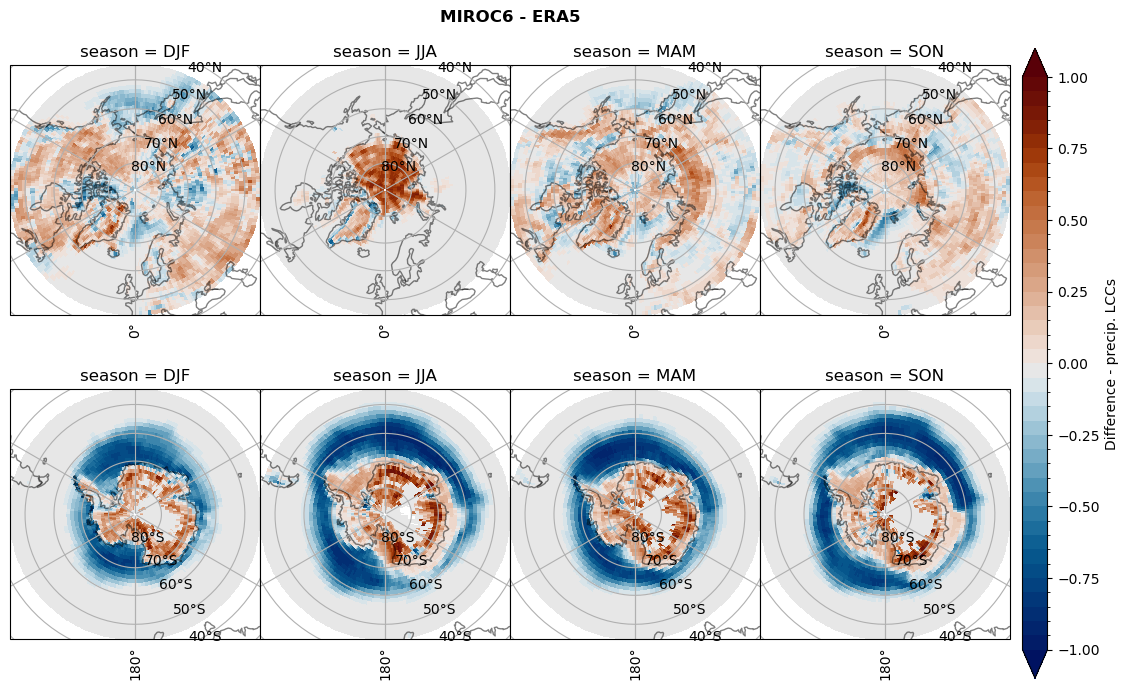 MIROC6 - ERA5
season = DJF
season = JJA
season = MAM
season = SON
40°N
50°N
60°N
70°N
80°N
40°N
50°N
60°N
70°N
80°N
40°N
50°N
60°N
70°N
80°N
40°N
50°N
60°N
70°N
80°N
0°
0°
0°
0°
season = DJF
season = JJA
season = MAM
season = SON
80°S
70°S
60°S
50°S
40°S
80°S
70°S
60°S
50°S
40°S
80°S
70°S
60°S
50°S
40°S
80°S
70°S
60°S
50°S
40°S
180°
180°
180°
180°
1.00
0.75
0.50
0.25
0.00
−0.25
−0.50
−0.75
−1.00
Difference - precip. LCCs